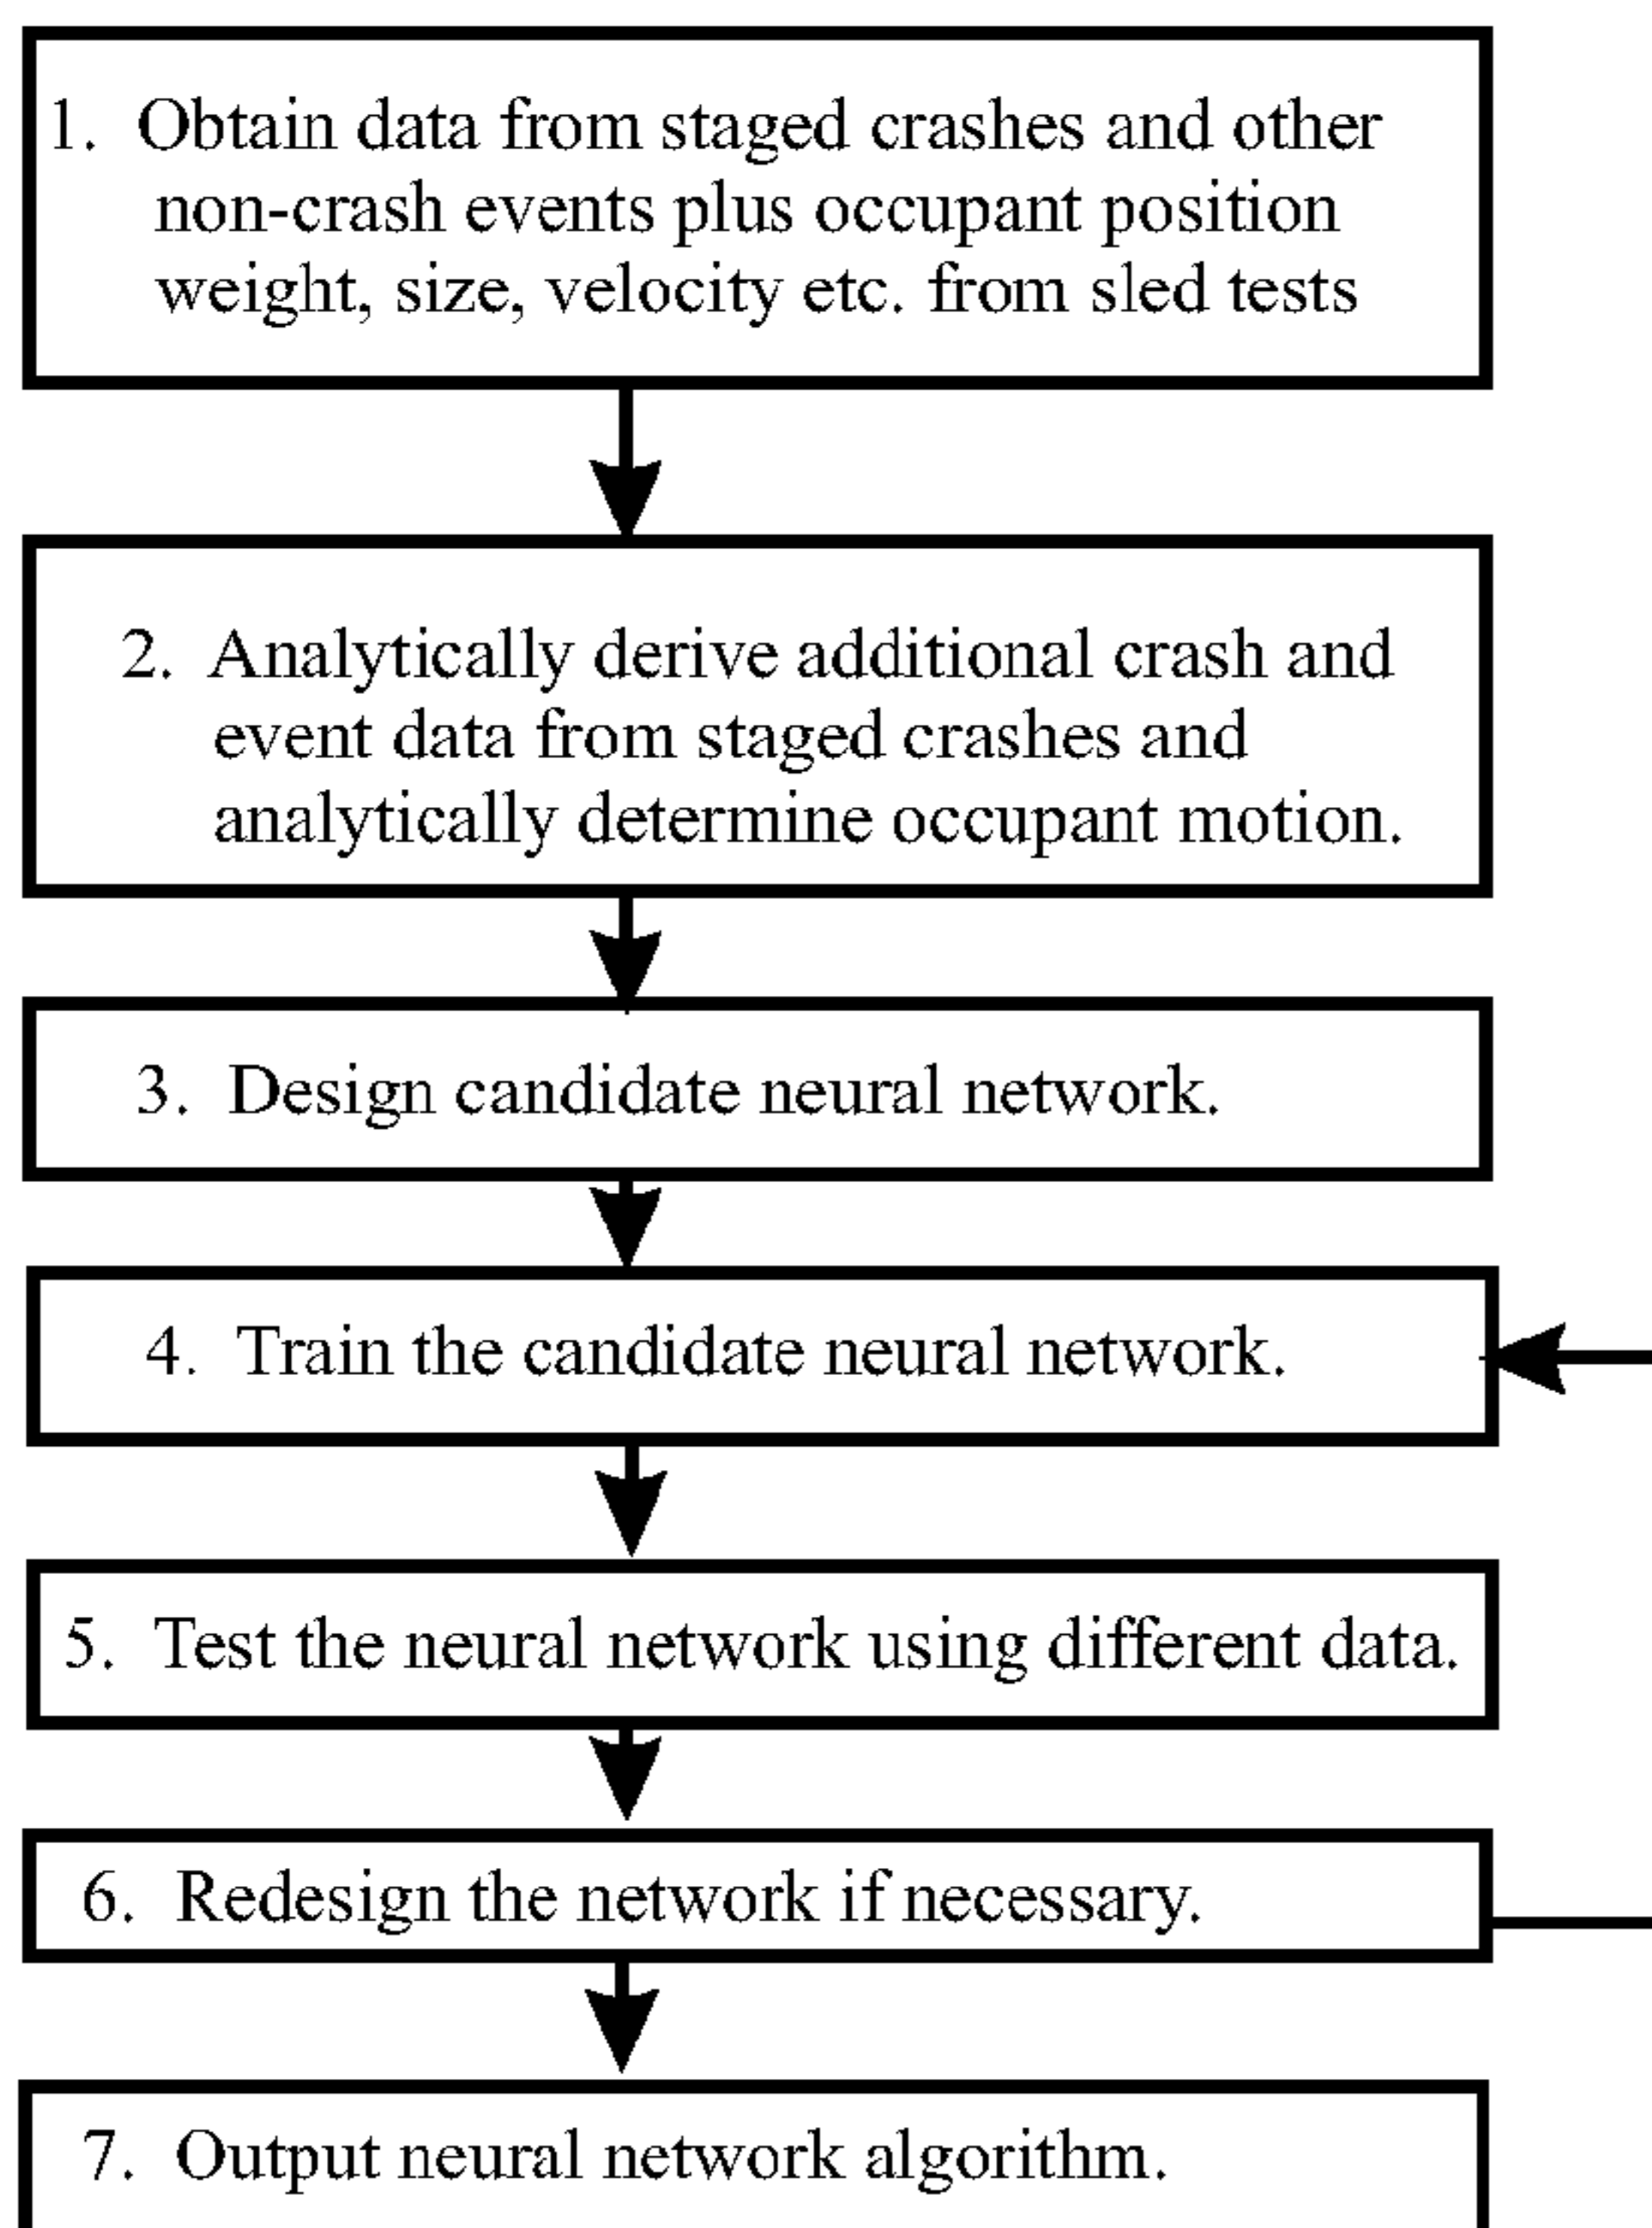 1. Obtain data from staged crashes and other
non-crash events plus occupant position
weight, size, velocity etc. from sled tests
2. Analytically derive additional crash and
event data from staged crashes and
analytically determine occupant motion.
3. Design candidate neural network.
4. Train the candidate neural network.
5. Test the neural network using different data.
6. Redesign the network if necessary.
7. Output neural network algorithm.